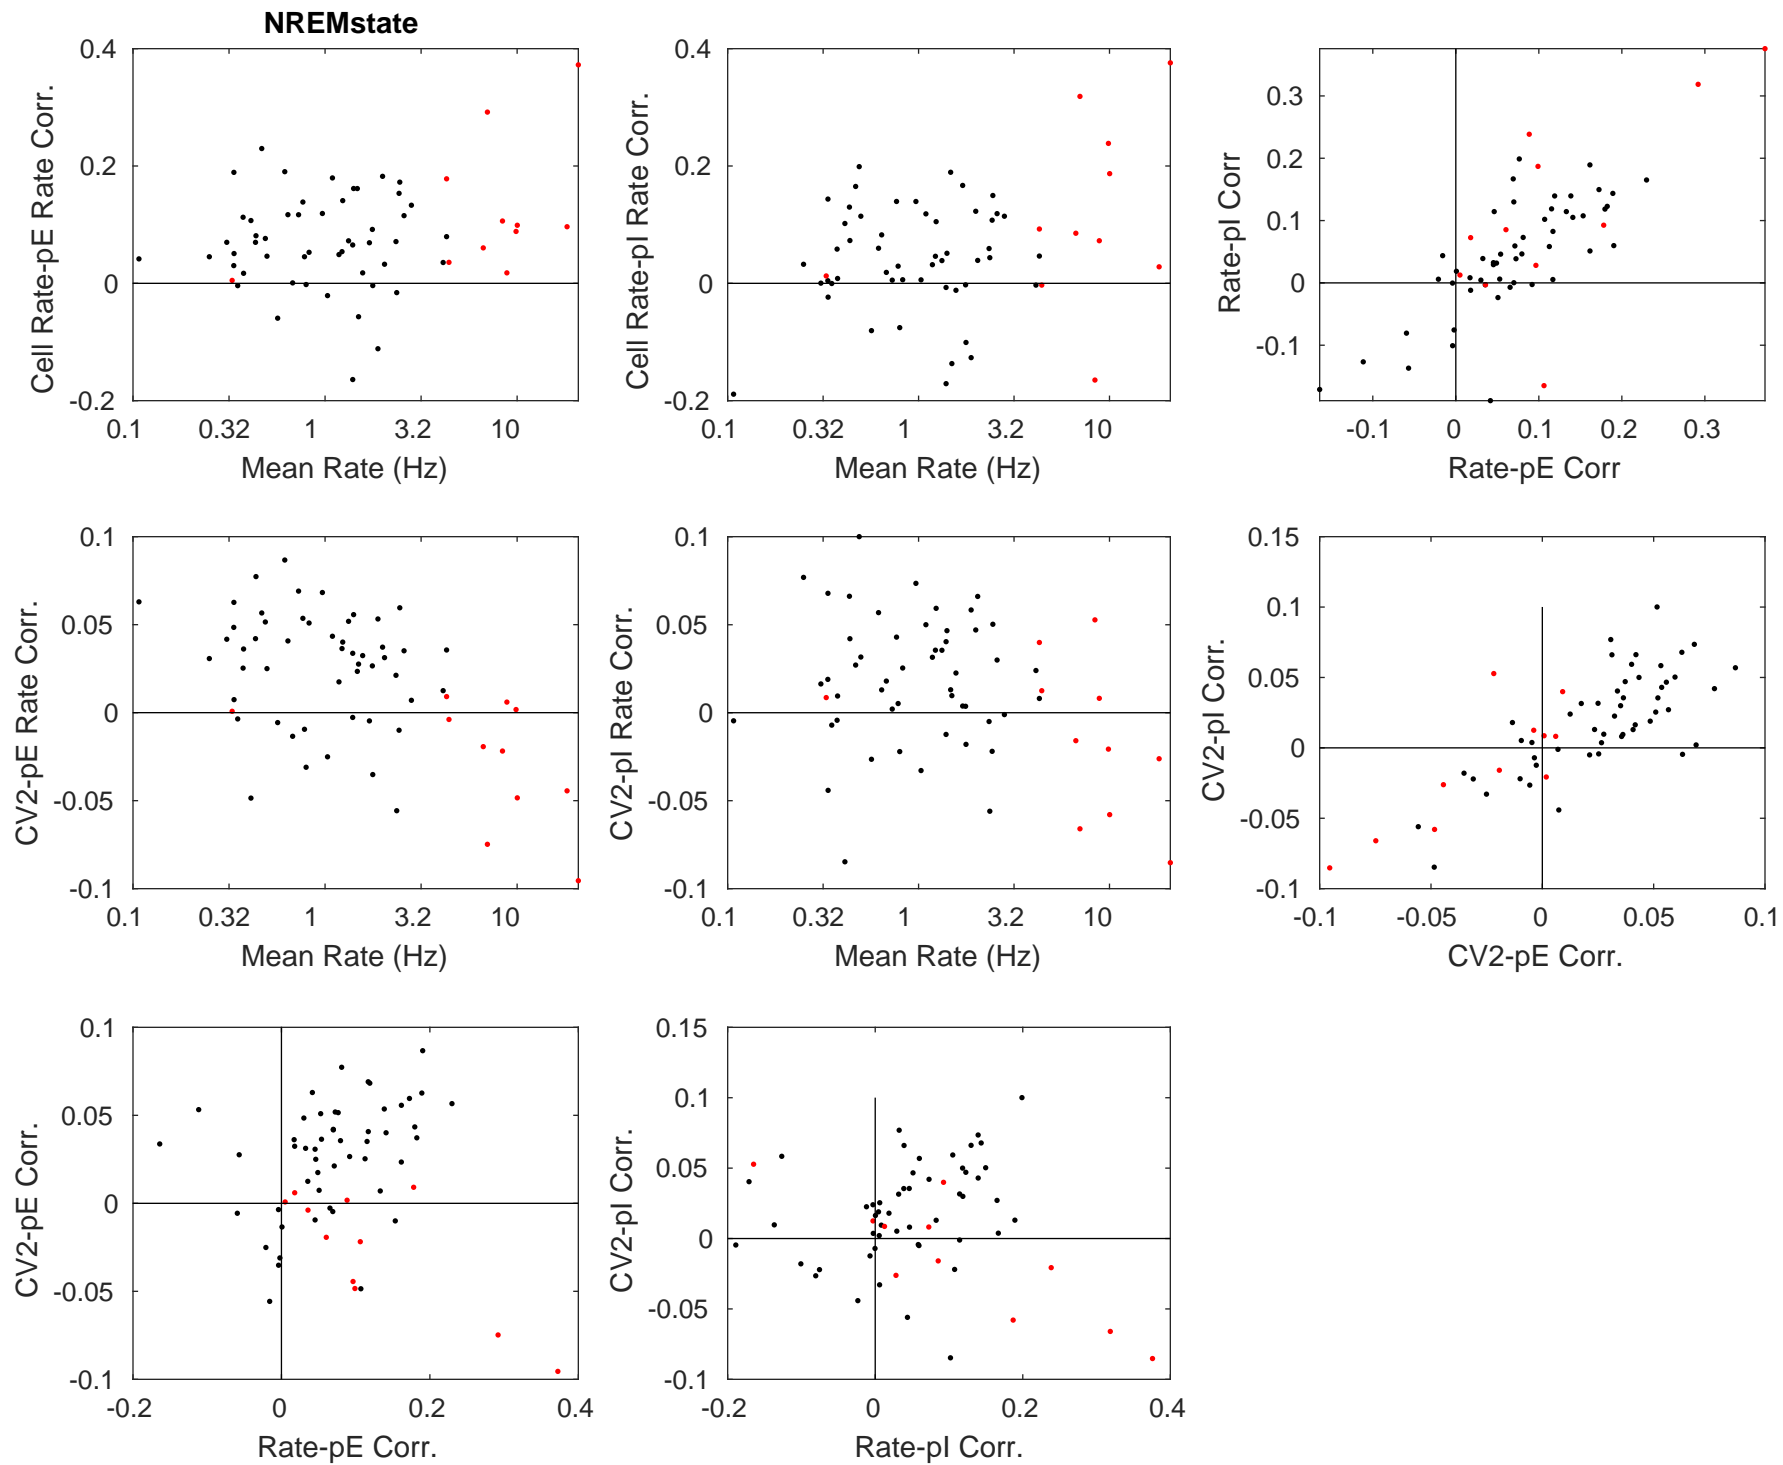 NREMstate
Cell Rate-pE Rate Corr.
0.4
0.2
0
-0.2
0.1 0.32 1 3.2 10
Mean Rate (Hz)
Cell Rate-pI Rate Corr.
0.4
0.2
0
-0.2
0.1 0.32 1 3.2 10
Mean Rate (Hz)
Rate-pI Corr
0.3
0.2
0.1
0
-0.1
-0.1 0 0.1 0.2 0.3
Rate-pE Corr
CV2-pE Rate Corr.
0.1
0.05
0
-0.05
-0.1
0.1 0.32 1 3.2 10
Mean Rate (Hz)
CV2-pI Rate Corr.
0.1
0.05
0
-0.05
-0.1
0.1 0.32 1 3.2 10
Mean Rate (Hz)
CV2-pI Corr.
0.15
0.1
0.05
0
-0.05
-0.1
-0.1 -0.05 0 0.05 0.1
CV2-pE Corr.
CV2-pE Corr.
0.1
0.05
0
-0.05
-0.1
-0.2 0 0.2 0.4
Rate-pE Corr.
CV2-pI Corr.
0.15
0.1
0.05
0
-0.05
-0.1
-0.2 0 0.2 0.4
Rate-pI Corr.